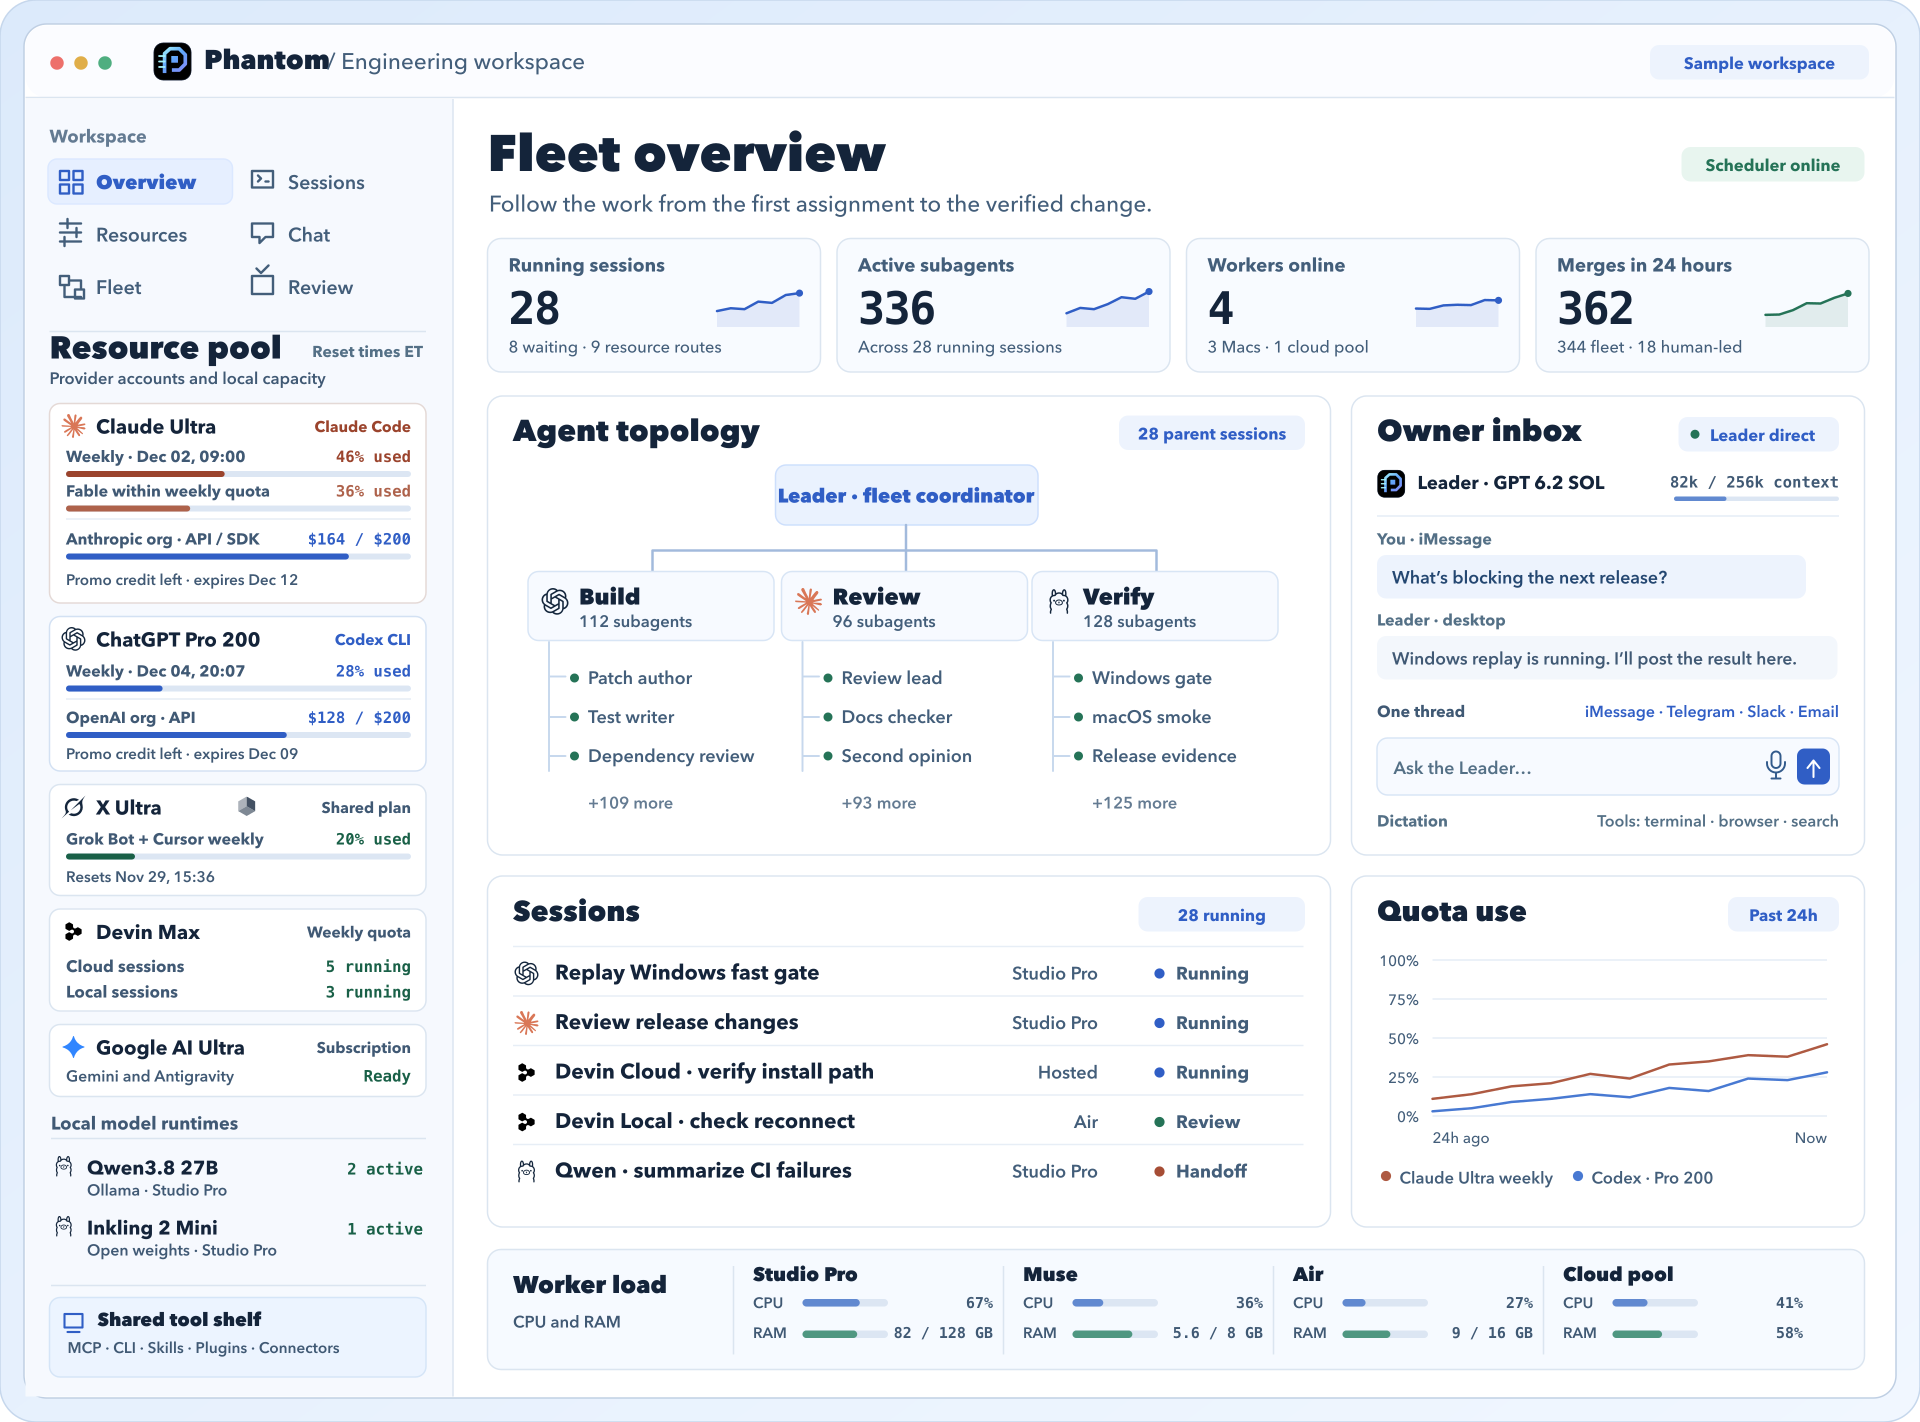 Phantom / Engineering workspace
Sample workspace
Workspace
Overview
Sessions
Resources
Chat
Fleet
Review
Resource pool
Reset times ET
Provider accounts and local capacity
Claude Ultra
Claude Code
Weekly · Dec 02, 09:00
46% used
Fable within weekly quota
36% used
Anthropic org · API / SDK
$164 / $200
Promo credit left · expires Dec 12
ChatGPT Pro 200
Codex CLI
Weekly · Dec 04, 20:07
28% used
OpenAI org · API
$128 / $200
Promo credit left · expires Dec 09
X Ultra
Shared plan
Grok Bot + Cursor weekly
20% used
Resets Nov 29, 15:36
Devin Max
Weekly quota
Cloud sessions
5 running
Local sessions
3 running
Google AI Ultra
Subscription
Gemini and Antigravity
Ready
Local model runtimes
Qwen3.8 27B
2 active
Ollama · Studio Pro
Inkling 2 Mini
1 active
Open weights · Studio Pro
Shared tool shelf
MCP · CLI · Skills · Plugins · Connectors
Fleet overview
Follow the work from the first assignment to the verified change.
Scheduler online
Running sessions
28
8 waiting · 9 resource routes
Active subagents
336
Across 28 running sessions
Workers online
4
3 Macs · 1 cloud pool
Merges in 24 hours
362
344 fleet · 18 human-led
Agent topology
28 parent sessions
Leader · fleet coordinator
Build
112 subagents
Patch author
Test writer
Dependency review
+109 more
Review
96 subagents
Review lead
Docs checker
Second opinion
+93 more
Verify
128 subagents
Windows gate
macOS smoke
Release evidence
+125 more
Owner inbox
Leader direct
Leader · GPT 6.2 SOL
82k / 256k context
You · iMessage
What's blocking the next release?
Leader · desktop
Windows replay is running. I'll post the result here.
One thread
iMessage · Telegram · Slack · Email
Ask the Leader...
Dictation
Tools: terminal · browser · search
Sessions
28 running
Replay Windows fast gate
Studio Pro
Running
Review release changes
Studio Pro
Running
Devin Cloud · verify install path
Hosted
Running
Devin Local · check reconnect
Air
Review
Qwen · summarize CI failures
Studio Pro
Handoff
Quota use
Past 24h
100%
75%
50%
25%
0%
24h ago
Now
Claude Ultra weekly
Codex · Pro 200
Worker load
CPU and RAM
Studio Pro
CPU 67%
RAM 82 / 128 GB
Muse
CPU 36%
RAM 5.6 / 8 GB
Air
CPU 27%
RAM 9 / 16 GB
Cloud pool
CPU 41%
RAM 58%